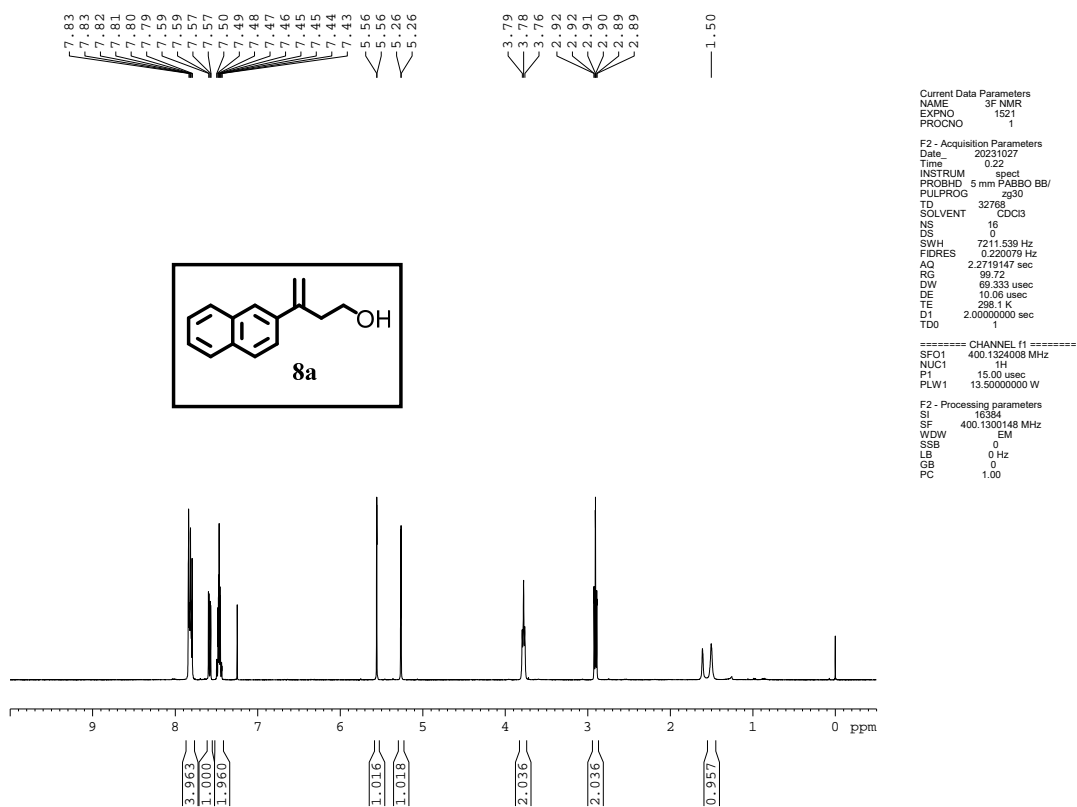 7.83
7.83
7.82
7.81
7.80
7.79
7.59
7.59
7.57
7.57
7.50
7.49
7.48
7.47
7.46
7.45
7.45
7.44
7.43
5.56
5.56
5.26
5.26
3.79
3.78
3.76
2.92
2.92
2.91
2.90
2.89
2.89
1.50
Current Data Parameters
NAME 3F NMR
EXPNO 1521
PROCNO 1
F2 - Acquisition Parameters
Date_ 20231027
Time 0.22
INSTRUM spect
PROBHD 5 mm PABBO BB/
PULPROG zg30
TD 32768
SOLVENT CDCl3
NS 16
DS 0
SWH 7211.539 Hz
FIDRES 0.220079 Hz
AQ 2.2719147 sec
RG 99.72
DW 69.333 usec
DE 10.06 usec
TE 298.1 K
D1 2.00000000 sec
TD0 1
======== CHANNEL f1 ========
SFO1 400.1324008 MHz
NUC1 1H
P1 15.00 usec
PLW1 13.50000000 W
F2 - Processing parameters
SI 16384
SF 400.1300148 MHz
WDW EM
SSB 0
LB 0 Hz
GB 0
PC 1.00
OH
8a
9 8 7 6 5 4 3 2 1 0 ppm
3.963
1.000
1.960
1.016
1.018
2.036
2.036
0.957